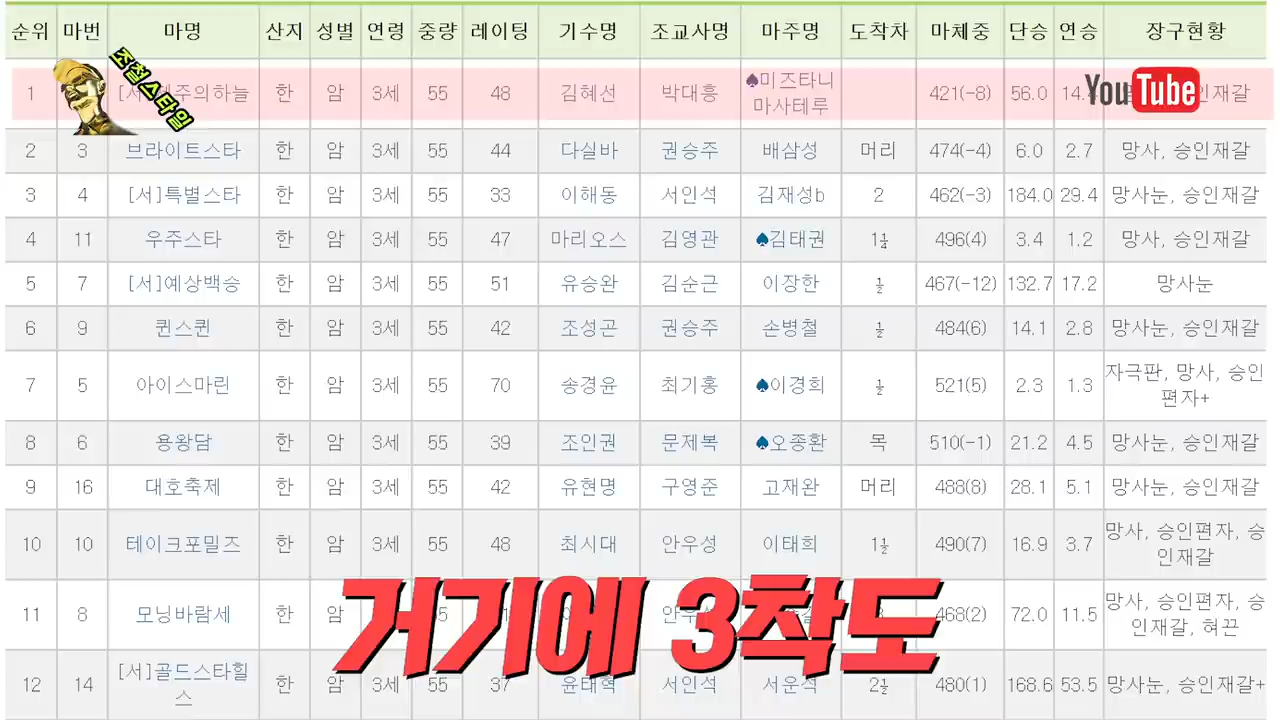 순위 마번 마명 산지 성별 연령 중량 레이팅 기수명 조교사명 마주명 도착차 마체중 단승 연승 장구현황
조철스타일
YouTube
1 의하늘 한 암 3세 55 48 김혜선 박대흥 ♠미즈타니 421(-8) 56.0 인재갈
마사테루
2 3 브라이트스타 한 암 3세 55 44 다실바 권승주 배삼성 머리 474(-4) 6.0 2.7 망사, 승인재갈
3 4 [서]특별스타 한 암 3세 55 33 이해동 서인석 김재성b 2 462(-3) 184.0 29.4 망사눈, 승인재갈
4 11 우주스타 한 암 3세 55 47 마리오스 김영관 ♠김태권 1¼ 496(4) 3.4 1.2 망사, 승인재갈
5 7 [서]예상백승 한 암 3세 55 51 유승완 김순근 이장한 ½ 467(-12) 132.7 17.2 망사눈
6 9 퀸스퀸 한 암 3세 55 42 조성곤 권승주 손병철 ½ 484(6) 14.1 2.8 망사눈, 승인재갈
7 5 아이스마린 한 암 3세 55 70 송경윤 최기홍 ♠이경희 ½ 521(5) 2.3 1.3 자극판, 망사, 승인
편자+
8 6 용왕담 한 암 3세 55 39 조인권 문제복 ♠오종환 목 510(-1) 21.2 4.5 망사눈, 승인재갈
9 16 대호축제 한 암 3세 55 42 유현명 구영준 고재완 머리 488(8) 28.1 5.1 망사눈, 승인재갈
10 10 테이크포밀즈 한 암 3세 55 48 최시대 안우성 이태희 1½ 490(7) 16.9 3.7 망사, 승인편자, 승
인재갈
11 8 모닝바람세 한 468(2) 72.0 11.5 망사, 승인편자, 승
인재갈, 혀끈
거기에 3착도
12 14 [서]골드스타힐 한 암 3세 55 37 윤태혁 서인석 서운석 2½ 480(1) 168.6 53.5 망사눈, 승인재갈+
스